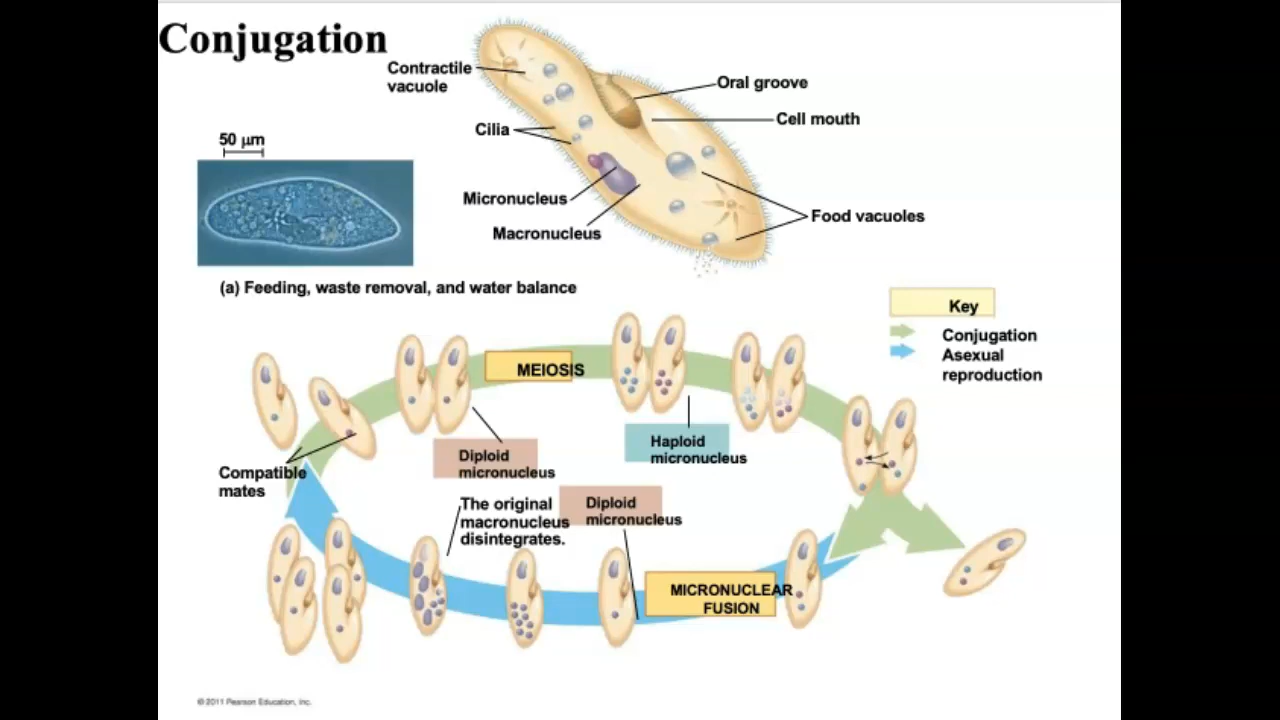 Conjugation
Contractile
vacuole
Oral groove
Cell mouth
Cilia
50 μm
Micronucleus
Macronucleus
Food vacuoles
(a) Feeding, waste removal, and water balance
Key
Conjugation
Asexual
reproduction
MEIOSIS
Compatible
mates
Diploid
micronucleus
Haploid
micronucleus
The original
macronucleus
disintegrates.
Diploid
micronucleus
MICRONUCLEAR
FUSION
© 2011 Pearson Education, Inc.